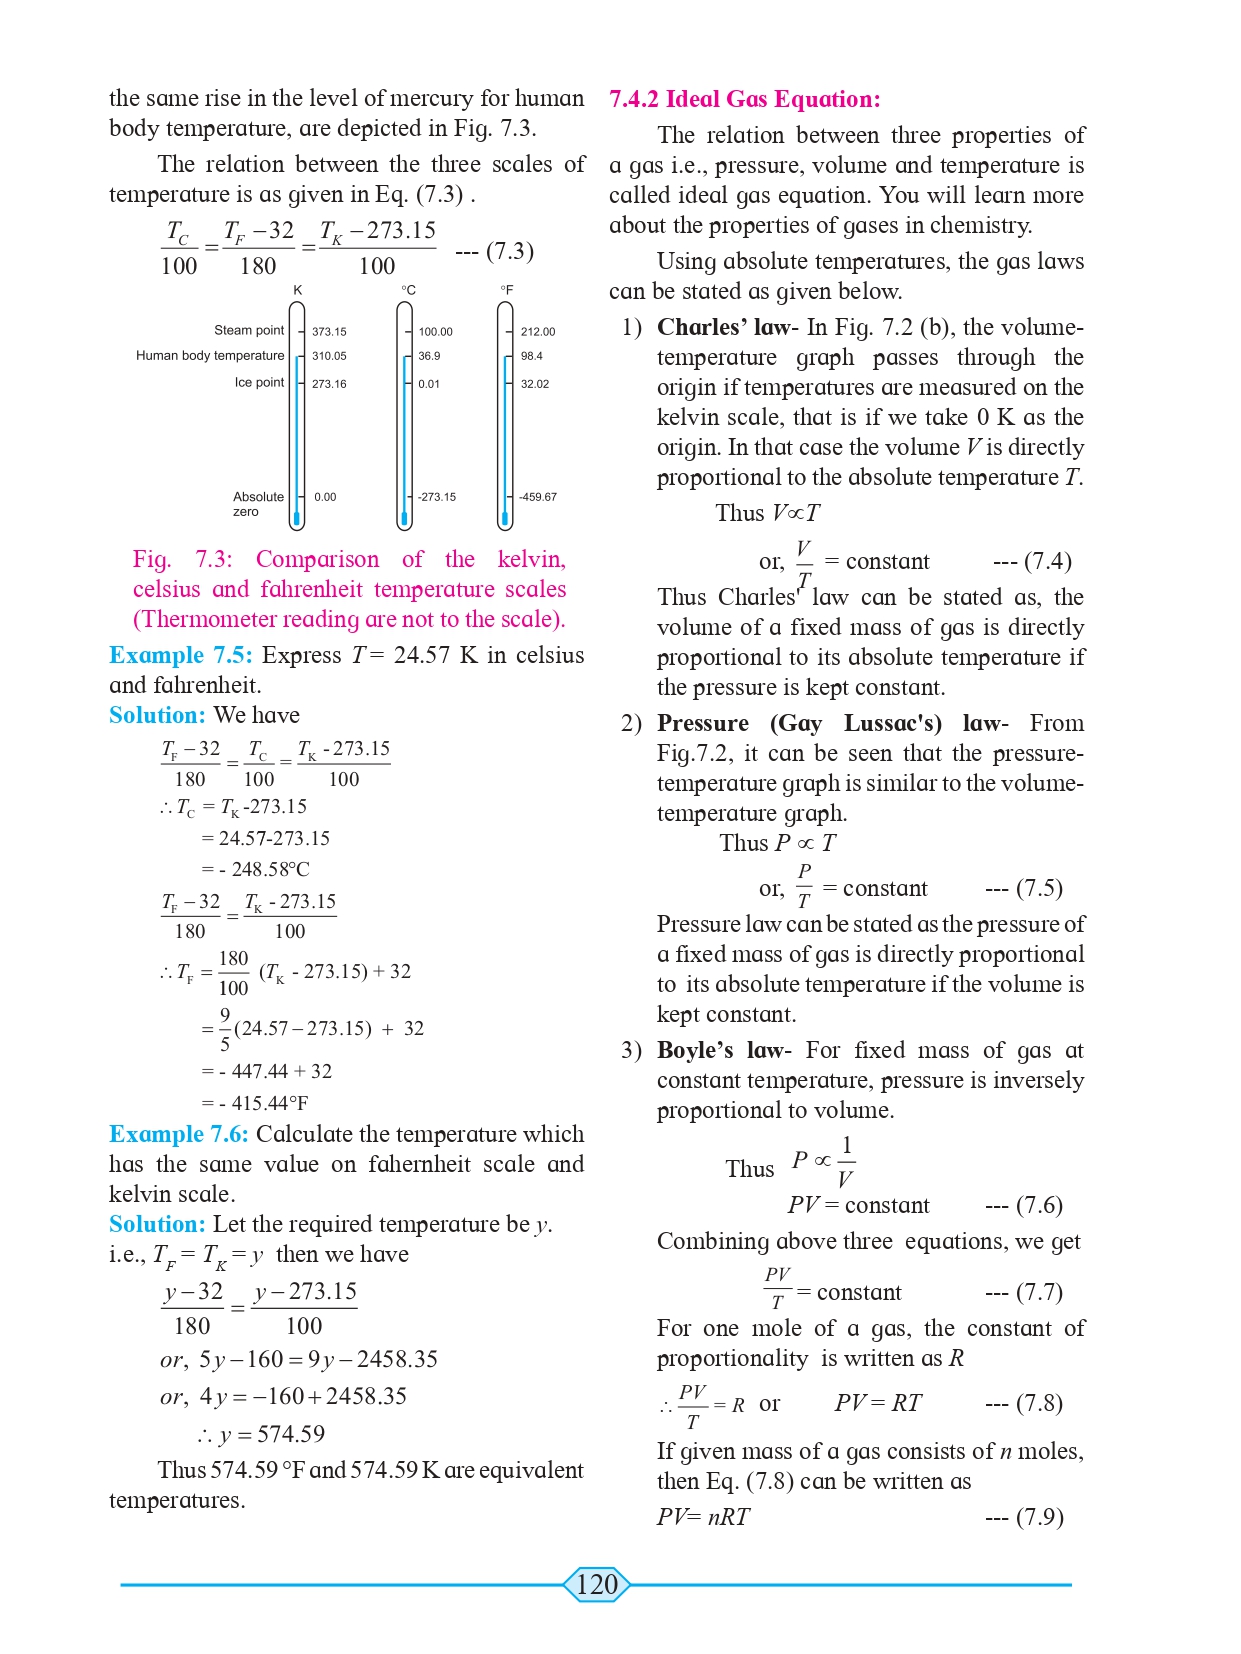 the same rise in the level of mercury for human
body temperature, are depicted in Fig. 7.3.
The relation between the three scales of
temperature is as given in Eq. (7.3) .
T_C/100 = (T_F − 32)/180 = (T_K − 273.15)/100 --- (7.3)
K °C °F
Steam point 373.15 100.00 212.00
Human body temperature 310.05 36.9 98.4
Ice point 273.16 0.01 32.02
Absolute zero 0.00 -273.15 -459.67
Fig. 7.3: Comparison of the kelvin,
celsius and fahrenheit temperature scales
(Thermometer reading are not to the scale).
Example 7.5: Express T = 24.57 K in celsius
and fahrenheit.
Solution: We have
(T_F − 32)/180 = T_C/100 = (T_K - 273.15)/100
∴ T_C = T_K -273.15
= 24.57-273.15
= - 248.58°C
(T_F − 32)/180 = (T_K - 273.15)/100
∴ T_F = 180/100 (T_K - 273.15) + 32
= 9/5 (24.57 − 273.15) + 32
= - 447.44 + 32
= - 415.44°F
Example 7.6: Calculate the temperature which
has the same value on fahernheit scale and
kelvin scale.
Solution: Let the required temperature be y.
i.e., T_F = T_K = y then we have
(y − 32)/180 = (y − 273.15)/100
or, 5y − 160 = 9y − 2458.35
or, 4y = −160 + 2458.35
∴ y = 574.59
Thus 574.59 °F and 574.59 K are equivalent
temperatures.
7.4.2 Ideal Gas Equation:
The relation between three properties of
a gas i.e., pressure, volume and temperature is
called ideal gas equation. You will learn more
about the properties of gases in chemistry.
Using absolute temperatures, the gas laws
can be stated as given below.
1) Charles’ law- In Fig. 7.2 (b), the volume-
temperature graph passes through the
origin if temperatures are measured on the
kelvin scale, that is if we take 0 K as the
origin. In that case the volume V is directly
proportional to the absolute temperature T.
Thus V∝T
or, V/T = constant --- (7.4)
Thus Charles' law can be stated as, the
volume of a fixed mass of gas is directly
proportional to its absolute temperature if
the pressure is kept constant.
2) Pressure (Gay Lussac's) law- From
Fig.7.2, it can be seen that the pressure-
temperature graph is similar to the volume-
temperature graph.
Thus P ∝ T
or, P/T = constant --- (7.5)
Pressure law can be stated as the pressure of
a fixed mass of gas is directly proportional
to its absolute temperature if the volume is
kept constant.
3) Boyle’s law- For fixed mass of gas at
constant temperature, pressure is inversely
proportional to volume.
Thus P ∝ 1/V
PV = constant --- (7.6)
Combining above three equations, we get
PV/T = constant --- (7.7)
For one mole of a gas, the constant of
proportionality is written as R
∴ PV/T = R or PV = RT --- (7.8)
If given mass of a gas consists of n moles,
then Eq. (7.8) can be written as
PV= nRT --- (7.9)
120